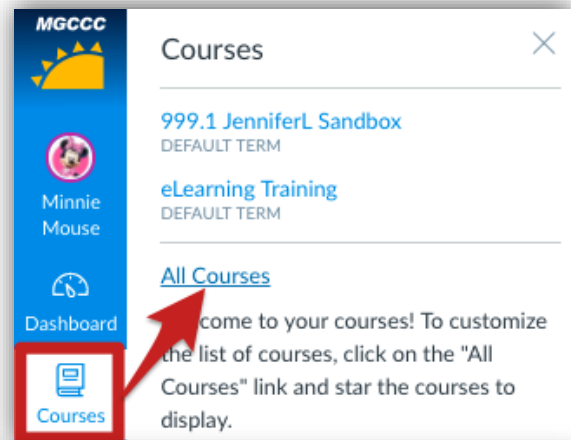 MGCCC
Minnie
Mouse
Dashboard
Courses
Courses
999.1 JenniferL Sandbox
DEFAULT TERM
eLearning Training
DEFAULT TERM
All Courses
come to your courses! To customize
the list of courses, click on the "All
Courses" link and star the courses to
display.